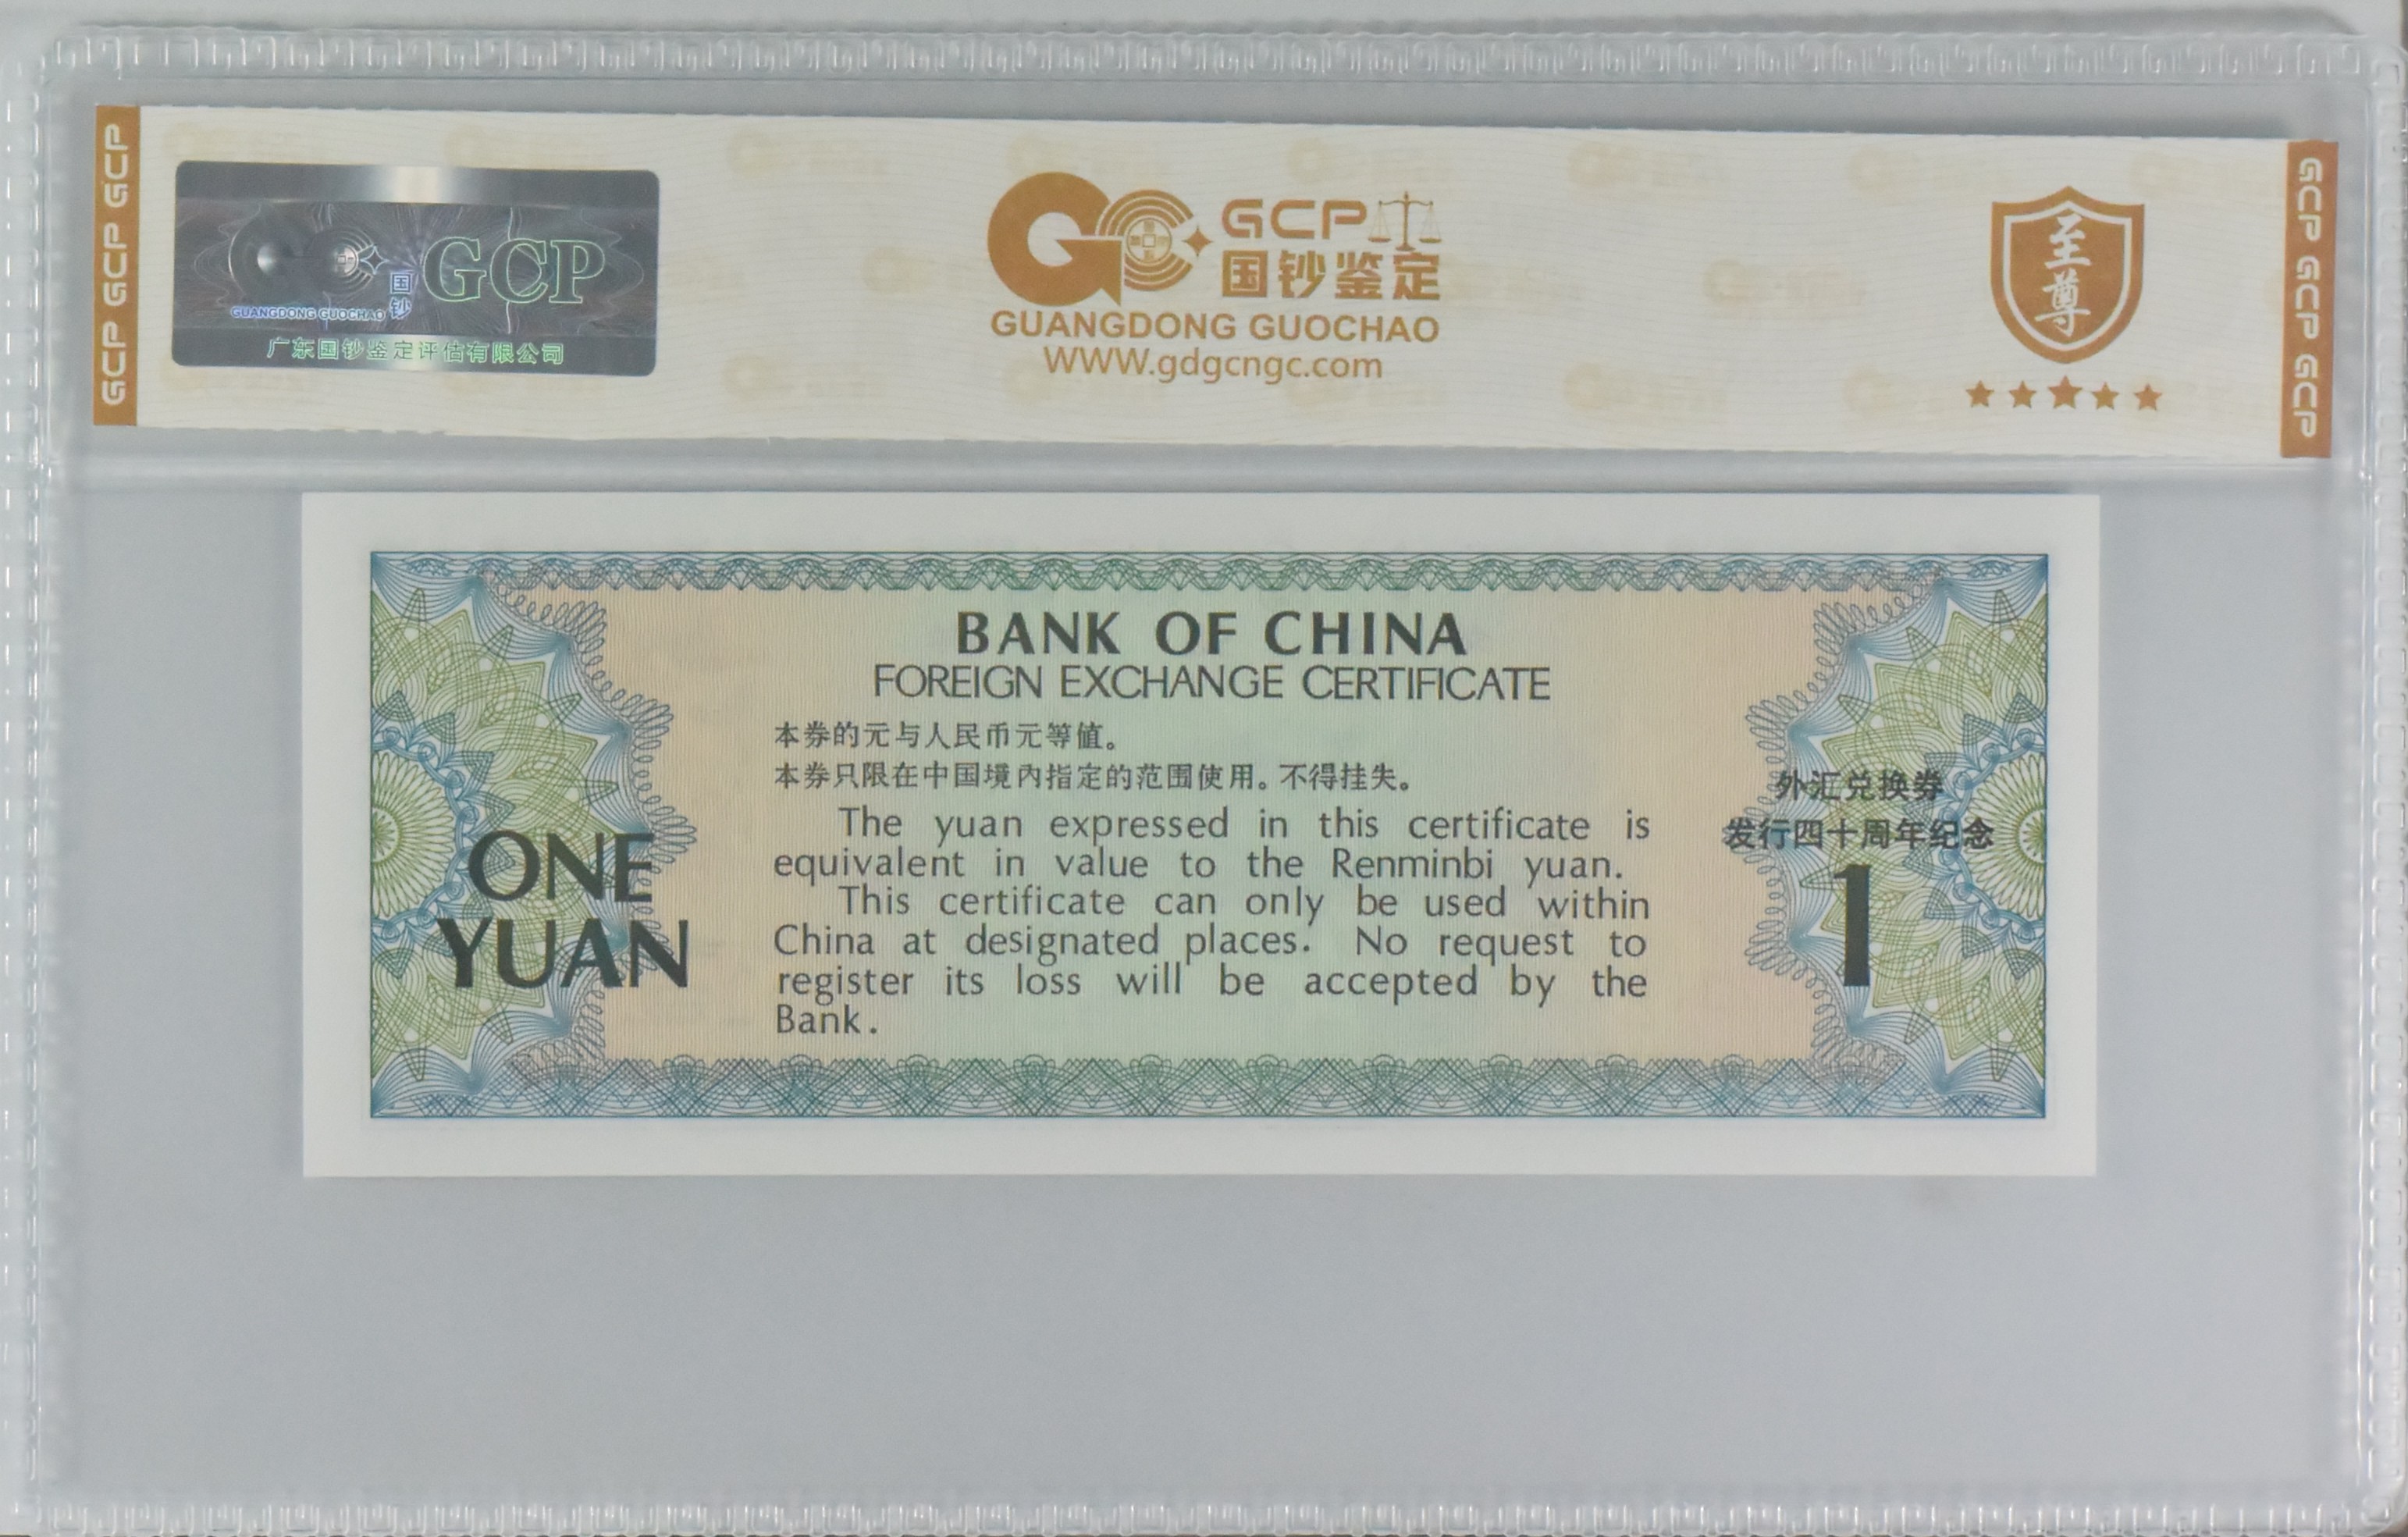 GCP GCP GCP
GCP
国钞
GUANGDONG GUOCHAO
广东国钞鉴定评估有限公司
GCP
国钞鉴定
GUANGDONG GUOCHAO
WWW.gdgcngc.com
至尊
GCP GCP GCP
BANK OF CHINA
FOREIGN EXCHANGE CERTIFICATE
本券的元与人民币元等值。
本券只限在中国境内指定的范围使用。不得挂失。
The yuan expressed in this certificate is
equivalent in value to the Renminbi yuan.
This certificate can only be used within
China at designated places. No request to
register its loss will be accepted by the
Bank.
ONE
YUAN
外汇兑换券
发行四十周年纪念
1